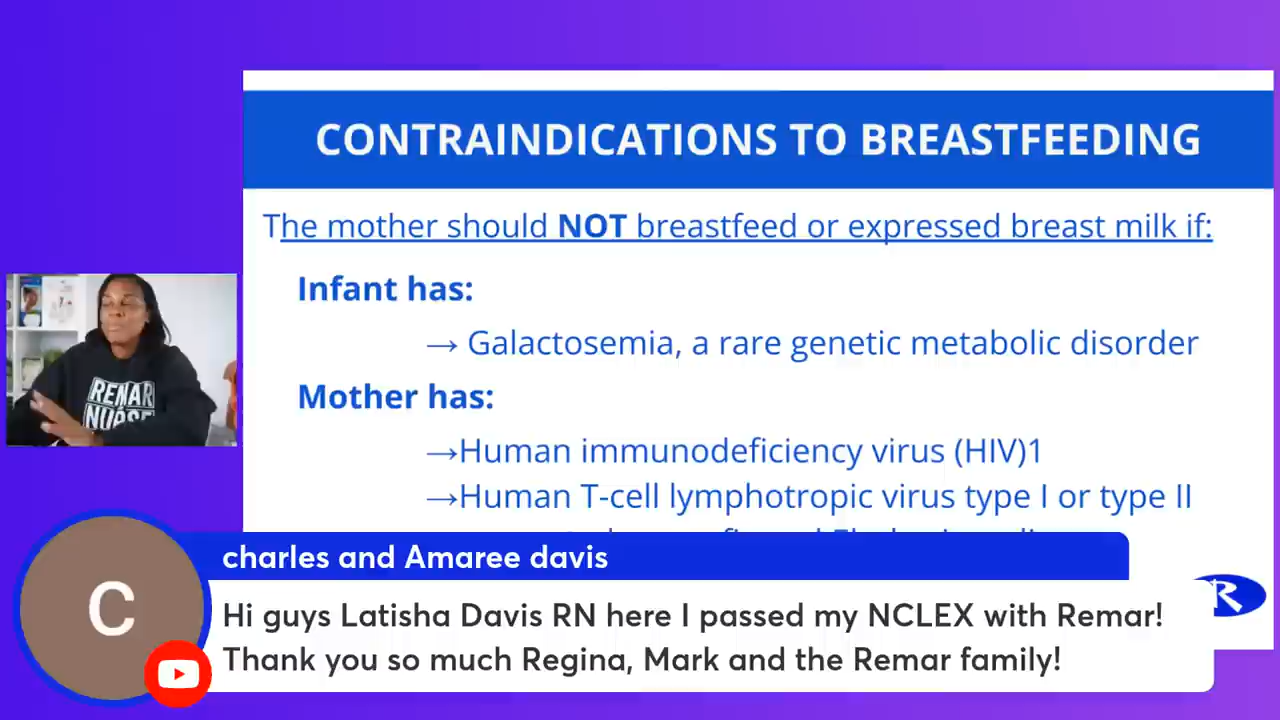 CONTRAINDICATIONS TO BREASTFEEDING
The mother should NOT breastfeed or expressed breast milk if:
Infant has:
→ Galactosemia, a rare genetic metabolic disorder
Mother has:
→Human immunodeficiency virus (HIV)1
→Human T-cell lymphotropic virus type I or type II
REMAR
NURSE
charles and Amaree davis
C
Hi guys Latisha Davis RN here I passed my NCLEX with Remar!
Thank you so much Regina, Mark and the Remar family!
R